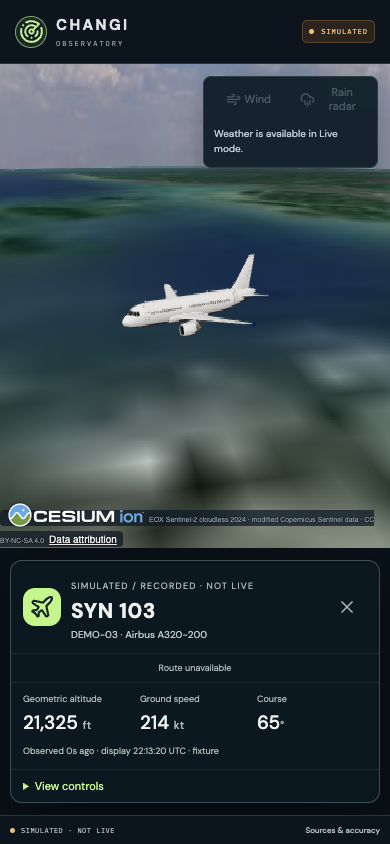 CHANGI
OBSERVATORY
SIMULATED
Wind
Rain
radar
Weather is available in Live
mode.
CESIUM ion EOX Sentinel-2 cloudless 2024 · modified Copernicus Sentinel data · CC
BY-NC-SA 4.0 Data attribution
SIMULATED / RECORDED · NOT LIVE
SYN 103
DEMO-03 · Airbus A320-200
Route unavailable
Geometric altitude Ground speed Course
21,325 ft 214 kt 65°
Observed 0s ago · display 22:13:20 UTC · fixture
View controls
SIMULATED · NOT LIVE Sources & accuracy